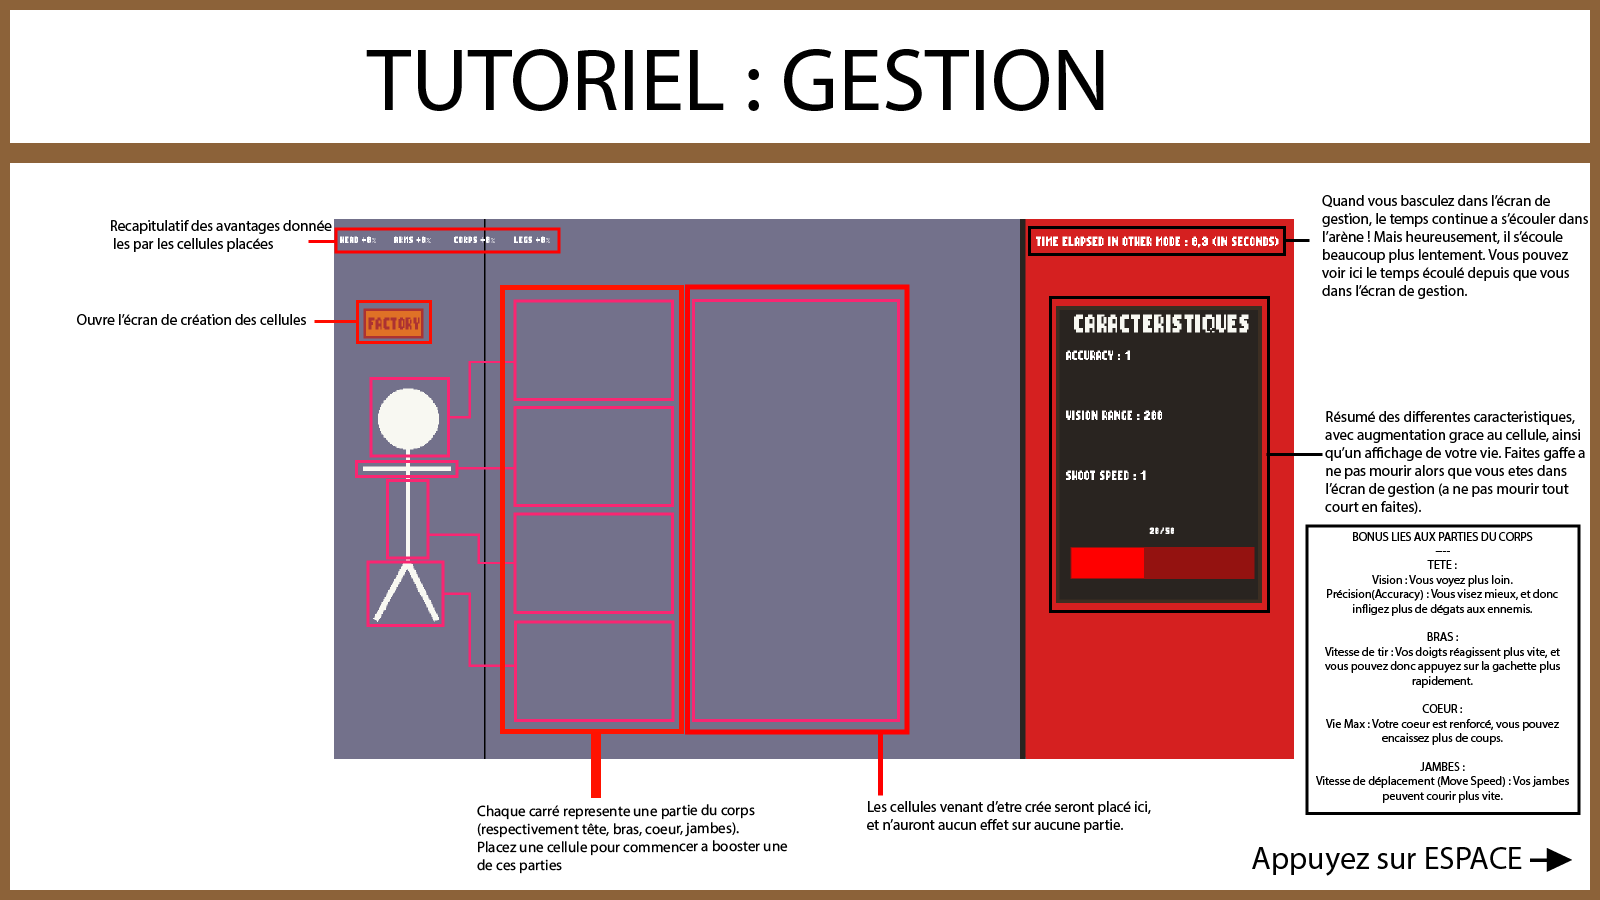 TUTORIEL : GESTION
Recapitulatif des avantages donnée
les par les cellules placées
HEAD +0%
ARMS +0%
CORPS +0%
LEGS +0%
TIME ELAPSED IN OTHER MODE : 0,3 (IN SECONDS)
Quand vous basculez dans l'écran de
gestion, le temps continue a s'écouler dans
l'arène ! Mais heureusement, il s'écoule
beaucoup plus lentement. Vous pouvez
voir ici le temps écoulé depuis que vous
dans l'écran de gestion.
Ouvre l'écran de création des cellules
FACTORY
CARACTERISTIQUES
ACCURACY : 1
VISION RANGE : 200
SHOOT SPEED : 1
20/50
Résumé des differentes caracteristiques,
avec augmentation grace au cellule, ainsi
qu'un affichage de votre vie. Faites gaffe a
ne pas mourir alors que vous etes dans
l'écran de gestion (a ne pas mourir tout
court en faites).
BONUS LIES AUX PARTIES DU CORPS
----
TETE :
Vision : Vous voyez plus loin.
Précision(Accuracy) : Vous visez mieux, et donc
infligez plus de dégats aux ennemis.
BRAS :
Vitesse de tir : Vos doigts réagissent plus vite, et
vous pouvez donc appuyez sur la gachette plus
rapidement.
COEUR :
Vie Max : Votre coeur est renforcé, vous pouvez
encaissez plus de coups.
JAMBES :
Vitesse de déplacement (Move Speed) : Vos jambes
peuvent courir plus vite.
Chaque carré represente une partie du corps
(respectivement tête, bras, coeur, jambes).
Placez une cellule pour commencer a booster une
de ces parties
Les cellules venant d'etre crée seront placé ici,
et n'auront aucun effet sur aucune partie.
Appuyez sur ESPACE